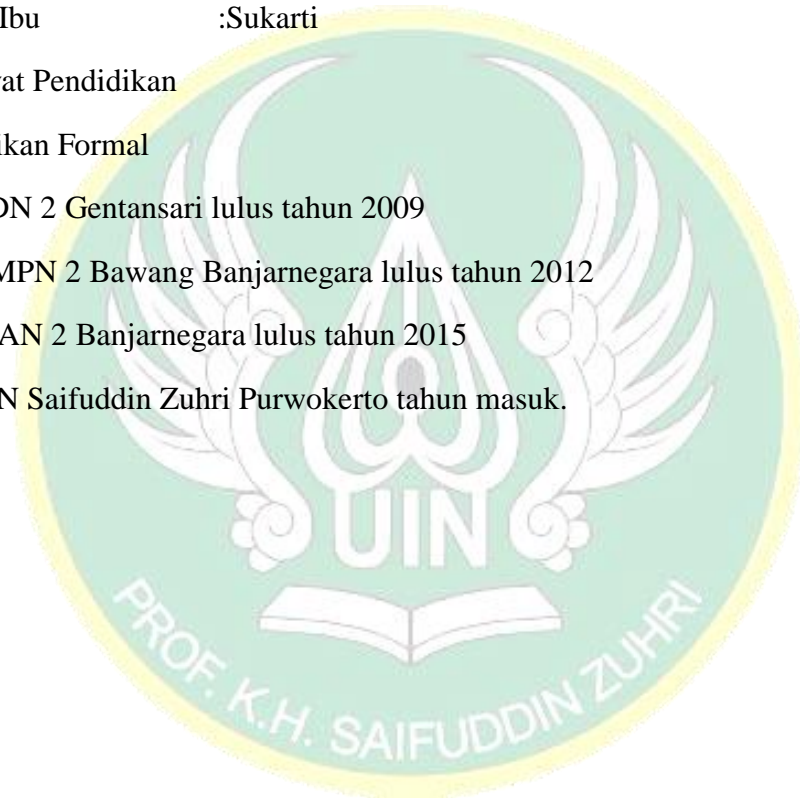 Ibu :Sukarti
at Pendidikan
ikan Formal
DN 2 Gentansari lulus tahun 2009
MPN 2 Bawang Banjarnegara lulus tahun 2012
AN 2 Banjarnegara lulus tahun 2015
N Saifuddin Zuhri Purwokerto tahun masuk.
UIN
PROF. K.H. SAIFUDDIN ZUHRI